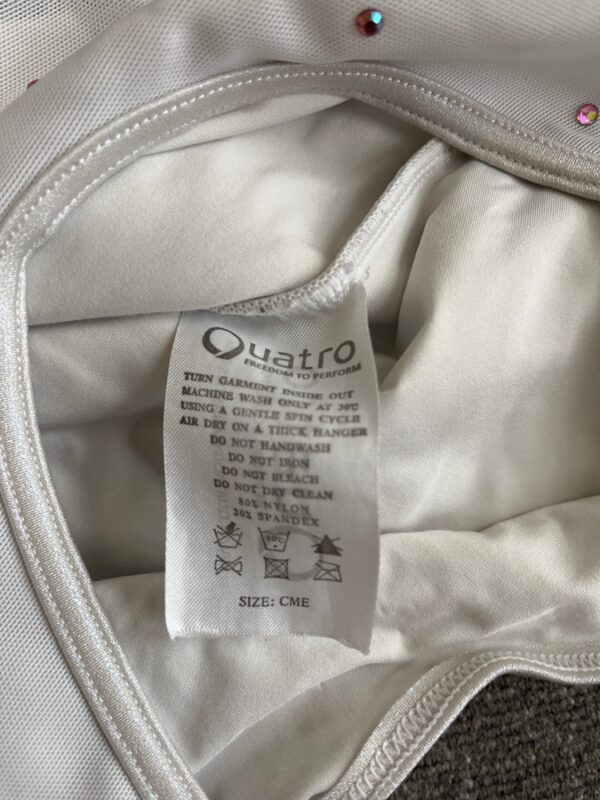 Quatro
FREEDOM TO PERFORM
TURN GARMENT INSIDE OUT
MACHINE WASH ONLY AT 30C
USING A GENTLE SPIN CYCLE
AIR DRY ON A THICK HANGER
DO NOT HANDWASH
DO NOT IRON
DO NOT BLEACH
DO NOT DRY CLEAN
80% NYLON
20% SPANDEX
30°C
SIZE: CME